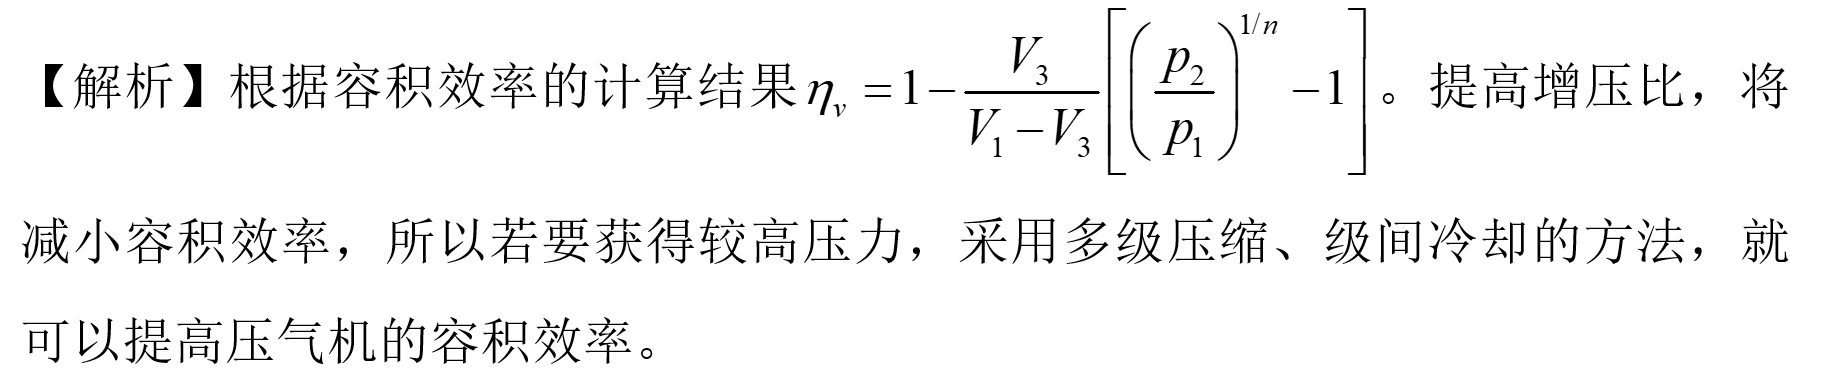 【解析】根据容积效率的计算结果 $\eta_v = 1 - \frac{V_3}{V_1 - V_3}\left[\left(\frac{p_2}{p_1}\right)^{1/n} - 1\right]$。提高增压比，将
减小容积效率，所以若要获得较高压力，采用多级压缩、级间冷却的方法，就
可以提高压气机的容积效率。